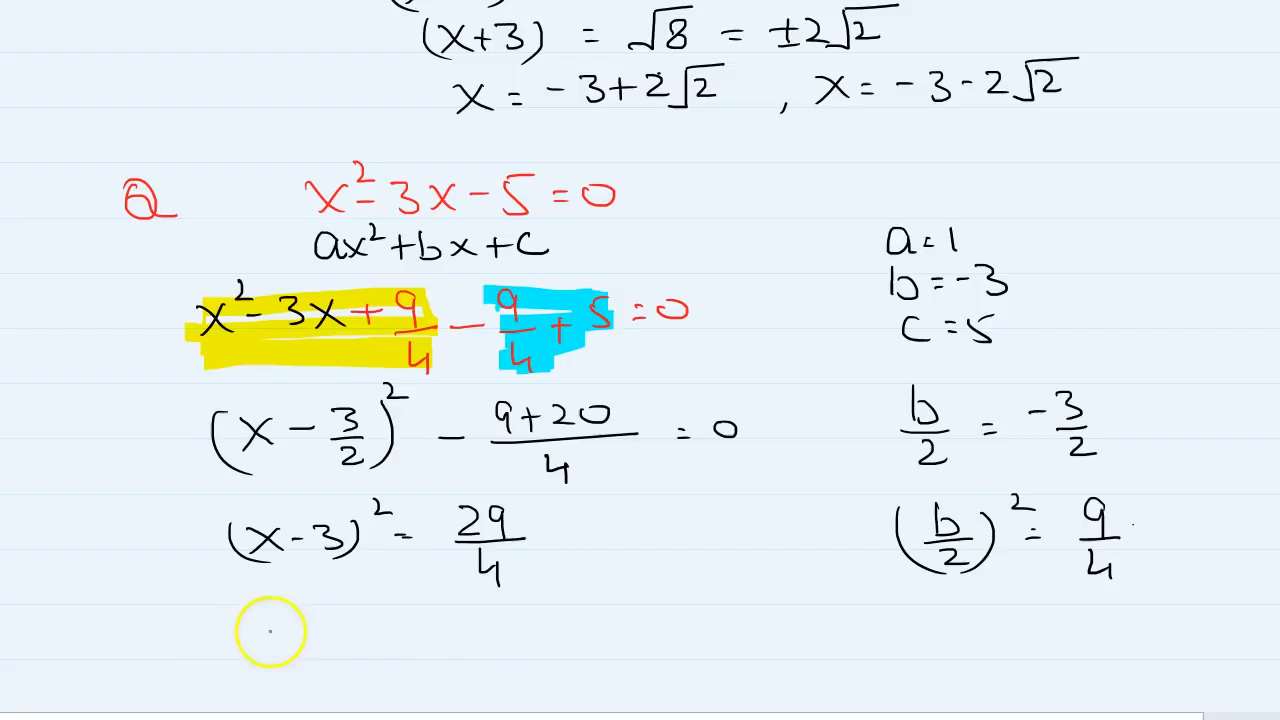 (x+3) = √8 = ±2√2
x = -3+2√2 , x = -3-2√2
Q x²-3x-5=0
ax²+bx+c
a=1
b=-3
c=5
x²-3x+9/4-9/4+5=0
(x-3/2)²-(9+20)/4=0
b/2=-3/2
(x-3)²=29/4
(b/2)²=9/4